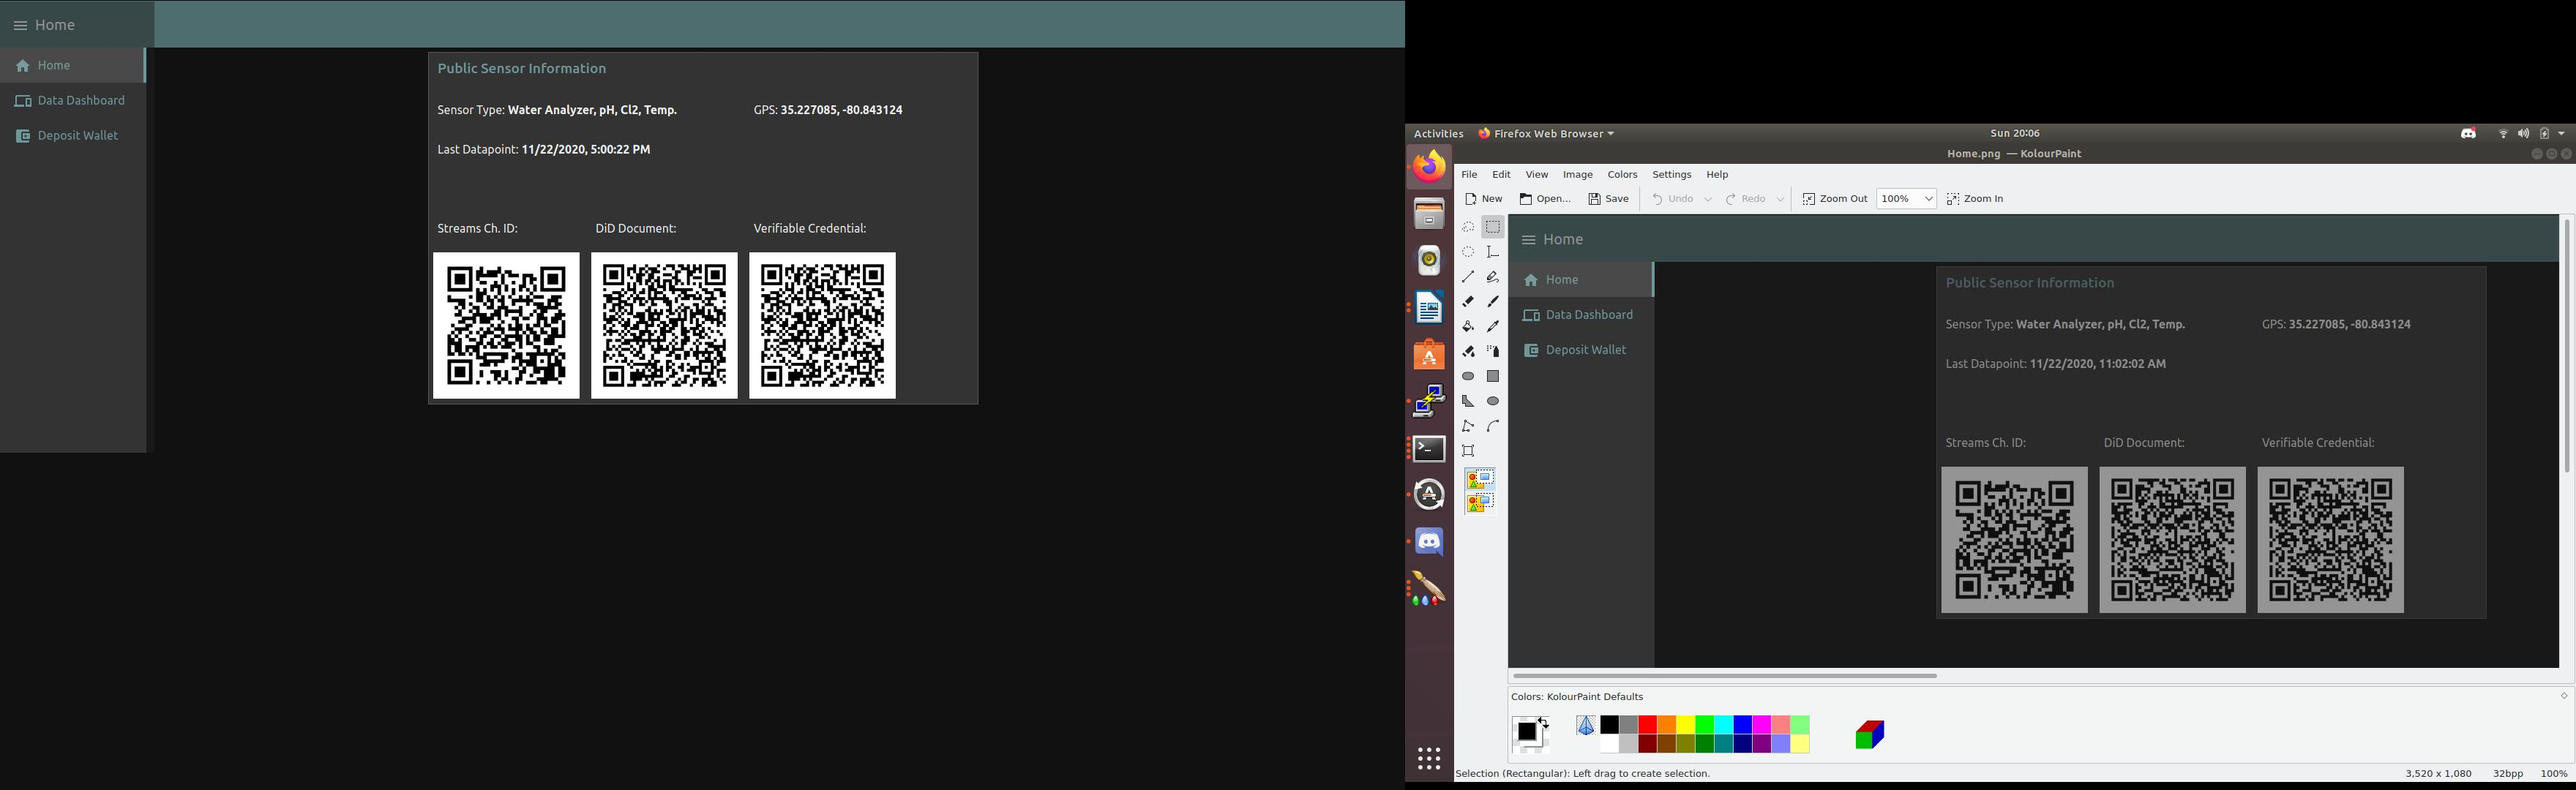 Home
Home
Data Dashboard
Deposit Wallet
Public Sensor Information
Sensor Type: Water Analyzer, pH, Cl2, Temp.
GPS: 35.227085, -80.843124
Last Datapoint: 11/22/2020, 5:00:22 PM
Streams Ch. ID:
DiD Document:
Verifiable Credential:
Activities
Firefox Web Browser
Sun 20:06
Home.png — KolourPaint
File Edit View Image Colors Settings Help
New Open... Save Undo Redo Zoom Out 100% Zoom In
Home
Home
Data Dashboard
Deposit Wallet
Public Sensor Information
Sensor Type: Water Analyzer, pH, Cl2, Temp.
GPS: 35.227085, -80.843124
Last Datapoint: 11/22/2020, 11:02:02 AM
Streams Ch. ID:
DiD Document:
Verifiable Credential:
Colors: KolourPaint Defaults
Selection (Rectangular): Left drag to create selection.
3,520 x 1,080
32bpp
100%